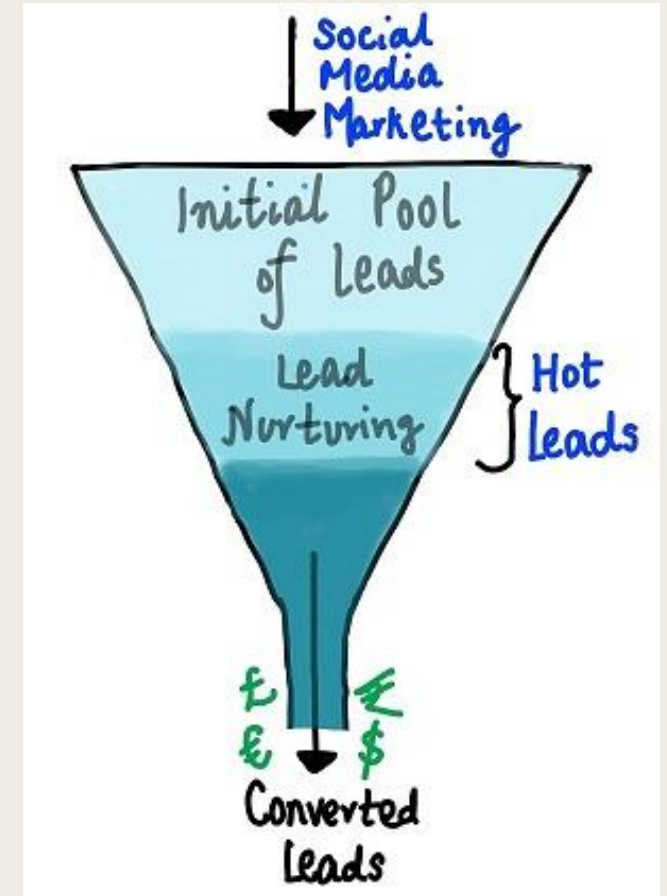 Social
Media
Marketing
Initial Pool
of Leads
Lead
Nurturing
Hot
Leads
£ ₹
€ $
Converted
Leads